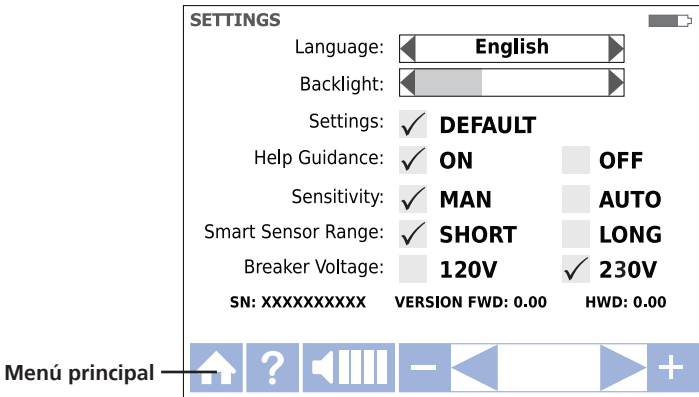 SETTINGS
Language: English
Backlight:
Settings: ✓ DEFAULT
Help Guidance: ✓ ON OFF
Sensitivity: ✓ MAN AUTO
Smart Sensor Range: ✓ SHORT LONG
Breaker Voltage: 120V ✓ 230V
SN: XXXXXXXXXX VERSION FWD: 0.00 HWD: 0.00
Menú principal ? − +